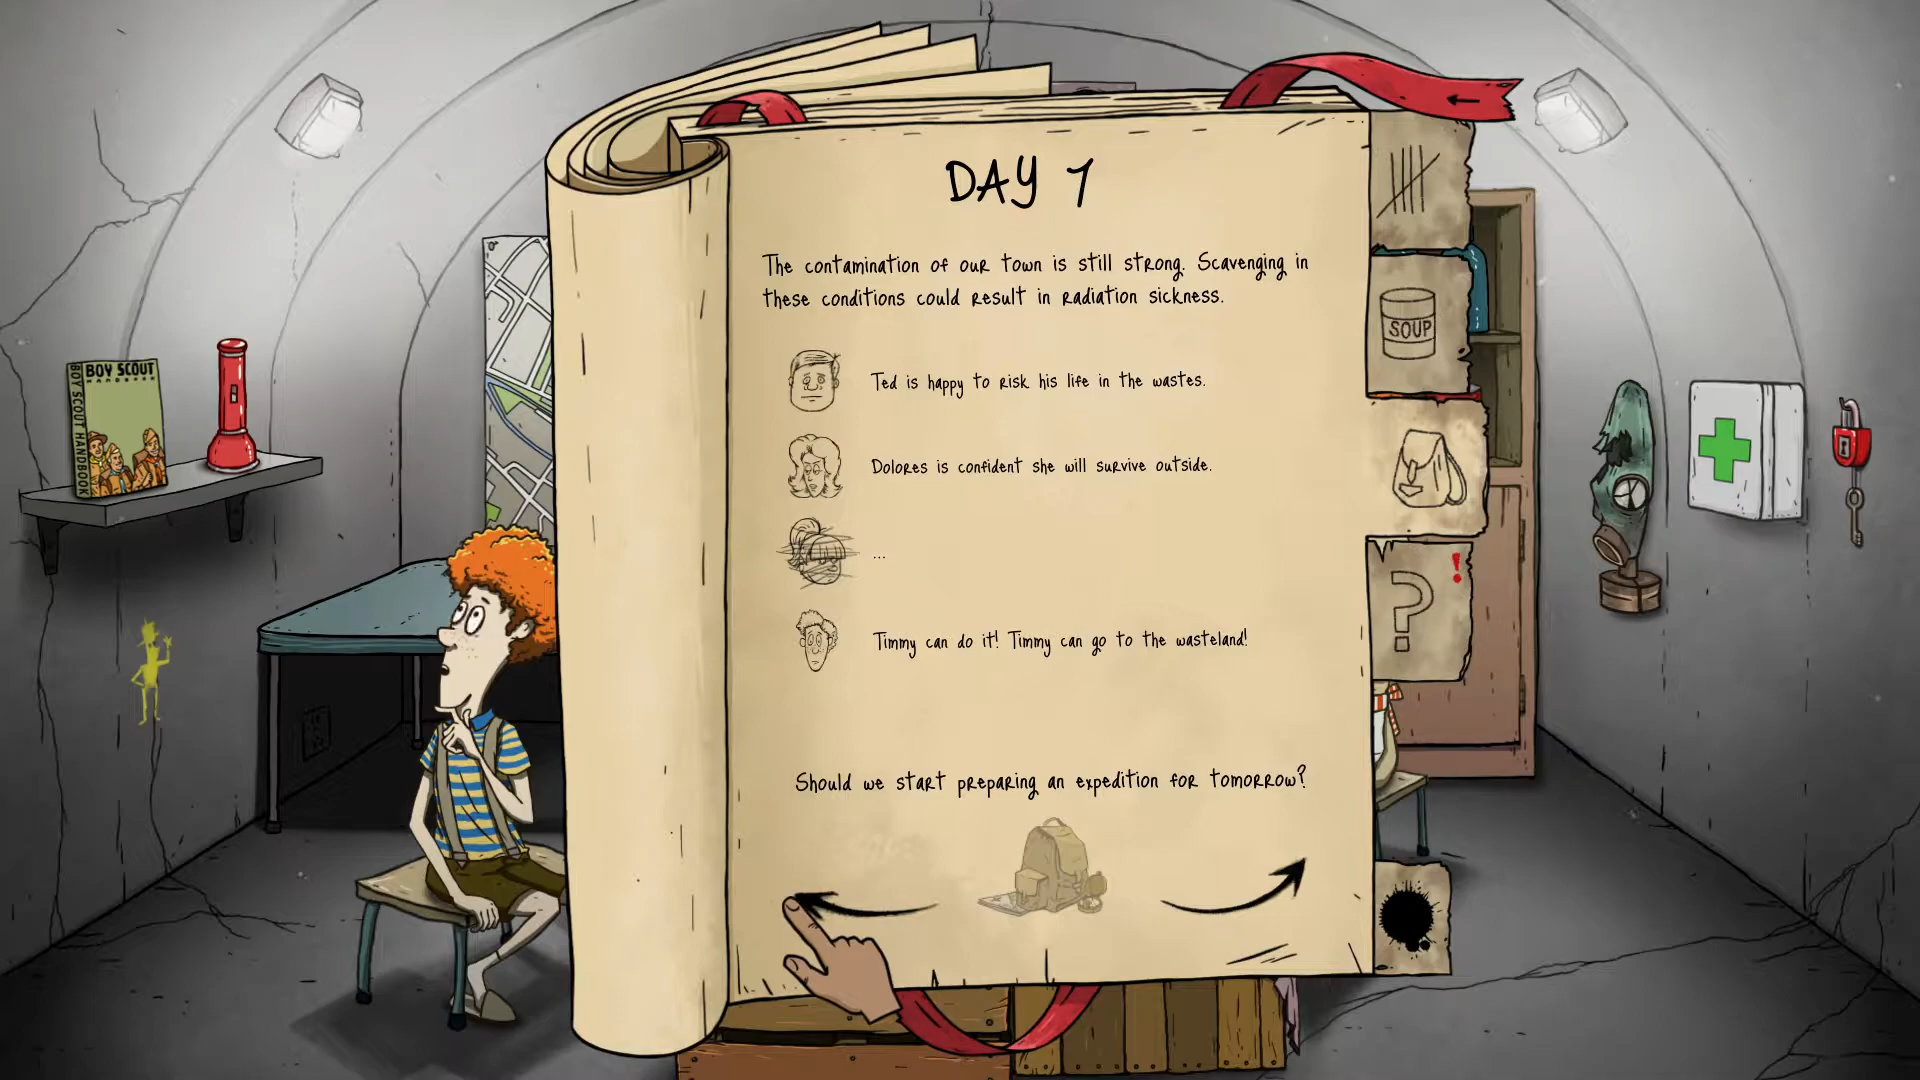 DAY 7
The contamination of our town is still strong. Scavenging in
these conditions could result in radiation sickness.
Ted is happy to risk his life in the wastes.
Dolores is confident she will survive outside.
...
Timmy can do it! Timmy can go to the wasteland!
Should we start preparing an expedition for tomorrow?
SOUP
?
!
BOY SCOUT
HANDBOOK
BOY SCOUT HANDBOOK